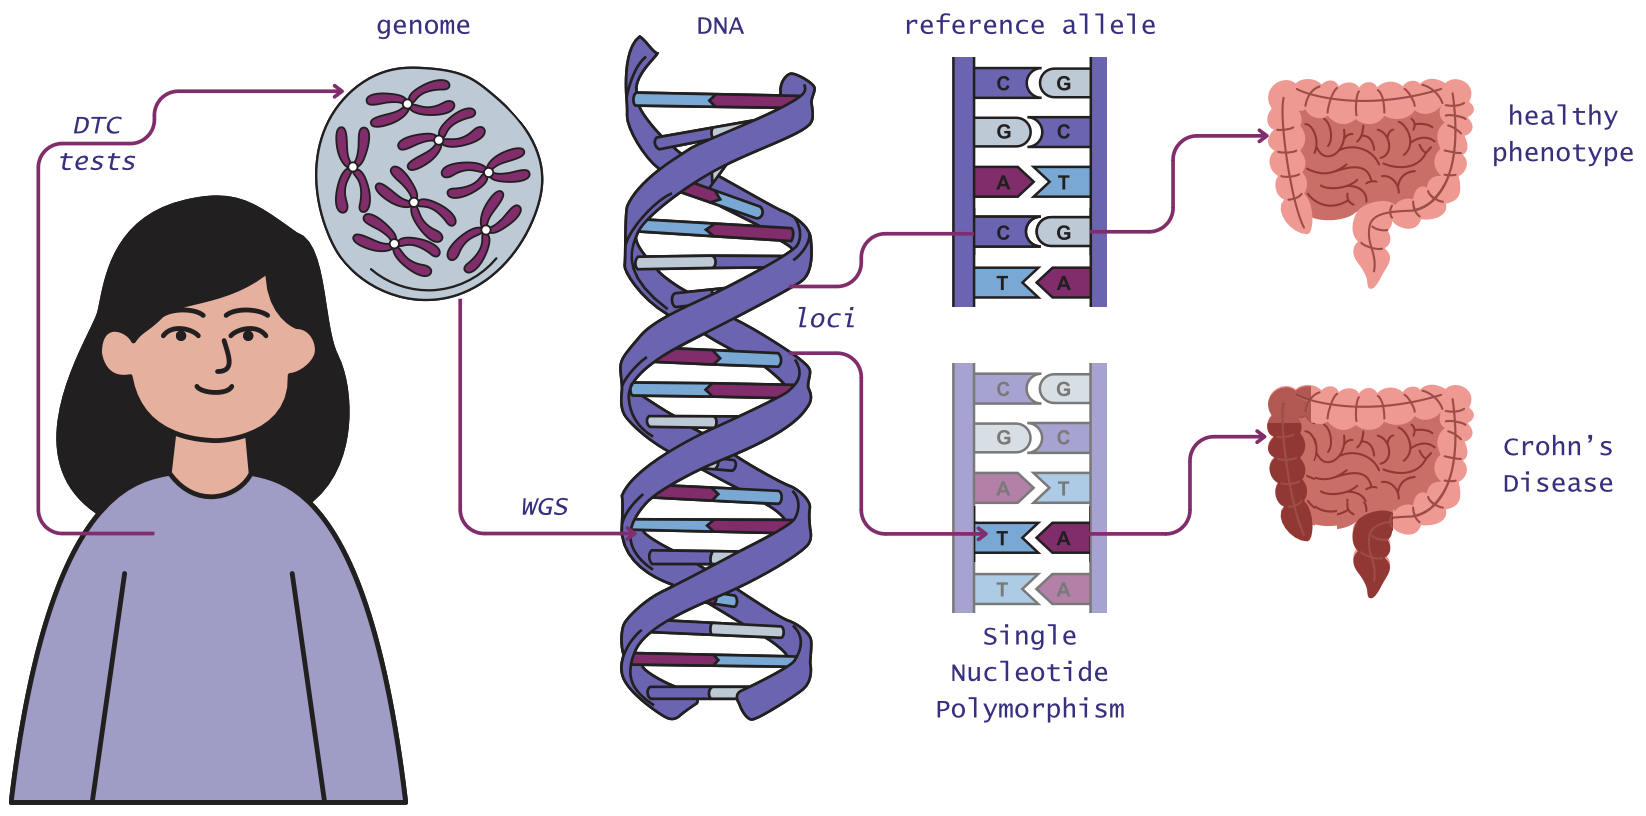 genome
DNA
reference allele
DTC
tests
C G
G C
A T
C G
T A
healthy
phenotype
loci
C G
G C
A T
T A
T A
WGS
Crohn’s
Disease
Single
Nucleotide
Polymorphism